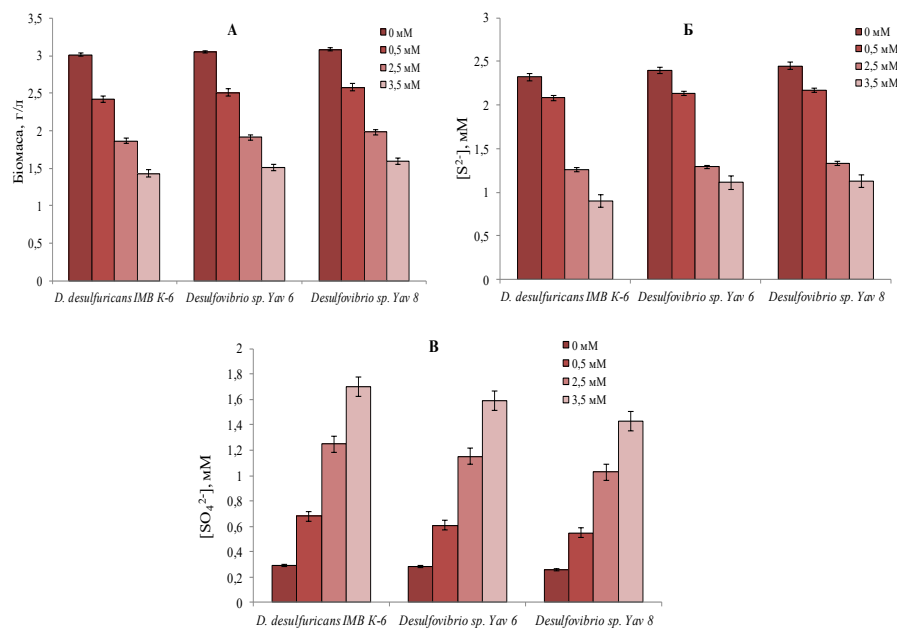 А
Біомаса, г/л
3,5
3
2,5
2
1,5
1
0,5
0
0 мМ
0,5 мМ
2,5 мМ
3,5 мМ
D. desulfuricans IMB K-6
Desulfovibrio sp. Yav 6
Desulfovibrio sp. Yav 8
Б
[S2-], мМ
3
2,5
2
1,5
1
0,5
0
0 мМ
0,5 мМ
2,5 мМ
3,5 мМ
D. desulfuricans IMB K-6
Desulfovibrio sp. Yav 6
Desulfovibrio sp. Yav 8
В
[SO42-], мМ
2
1,8
1,6
1,4
1,2
1
0,8
0,6
0,4
0,2
0
0 мМ
0,5 мМ
2,5 мМ
3,5 мМ
D. desulfuricans IMB K-6
Desulfovibrio sp. Yav 6
Desulfovibrio sp. Yav 8